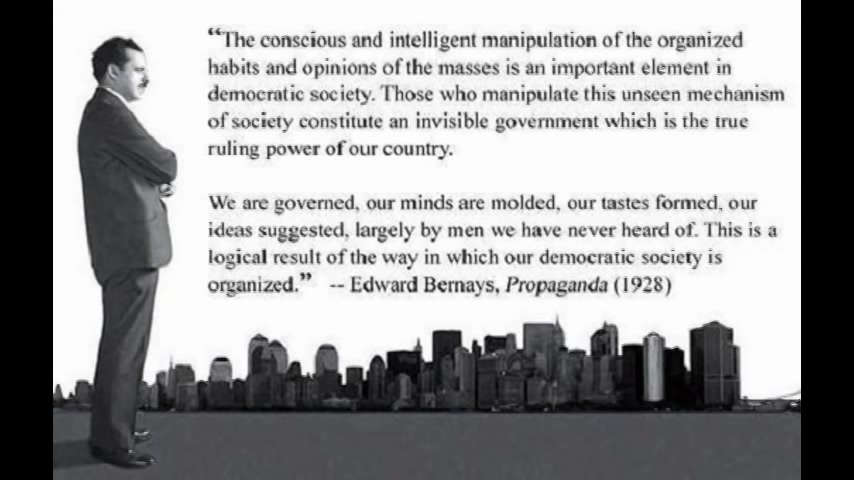 “The conscious and intelligent manipulation of the organized
habits and opinions of the masses is an important element in
democratic society. Those who manipulate this unseen mechanism
of society constitute an invisible government which is the true
ruling power of our country.
We are governed, our minds are molded, our tastes formed, our
ideas suggested, largely by men we have never heard of. This is a
logical result of the way in which our democratic society is
organized.” -- Edward Bernays, Propaganda (1928)